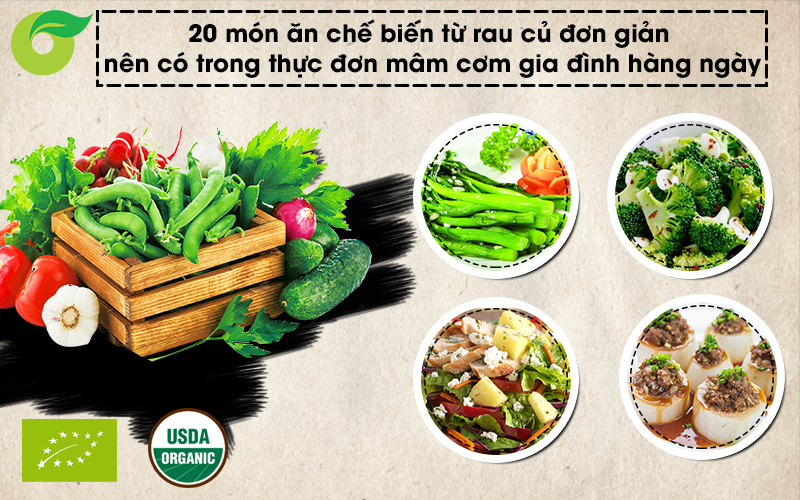 20 món ăn chế biến từ rau củ đơn giản
nên có trong thực đơn mâm cơm gia đình hàng ngày
USDA
ORGANIC